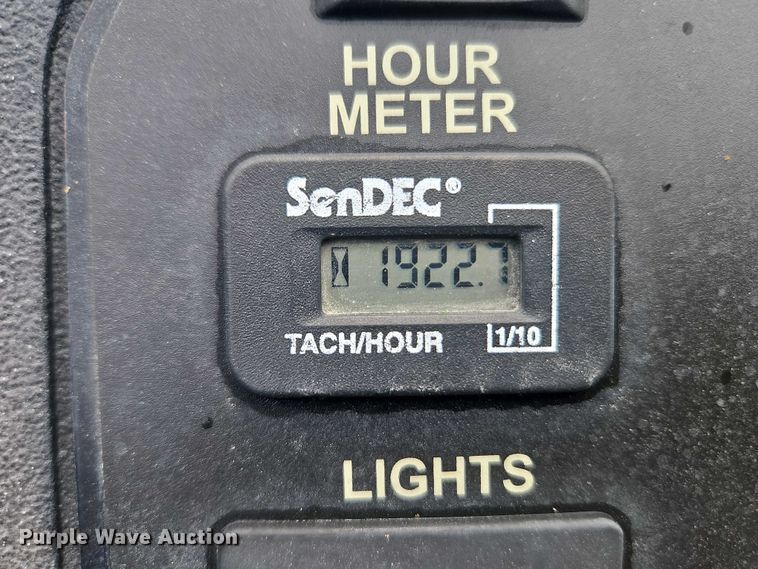 HOUR
METER
SenDEC®
1922.7
TACH/HOUR
1/10
LIGHTS
Purple Wave Auction